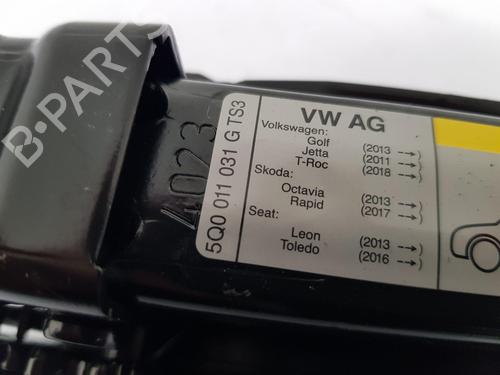 B-PARTS
4023
5Q0 011 031 G TS3
VW AG
Volkswagen:
Golf (2013 →)
Jetta (2011 →)
T-Roc (2018 →)
Skoda:
Octavia (2013 →)
Rapid (2017 →)
Seat:
Leon (2013 →)
Toledo (2016 →)